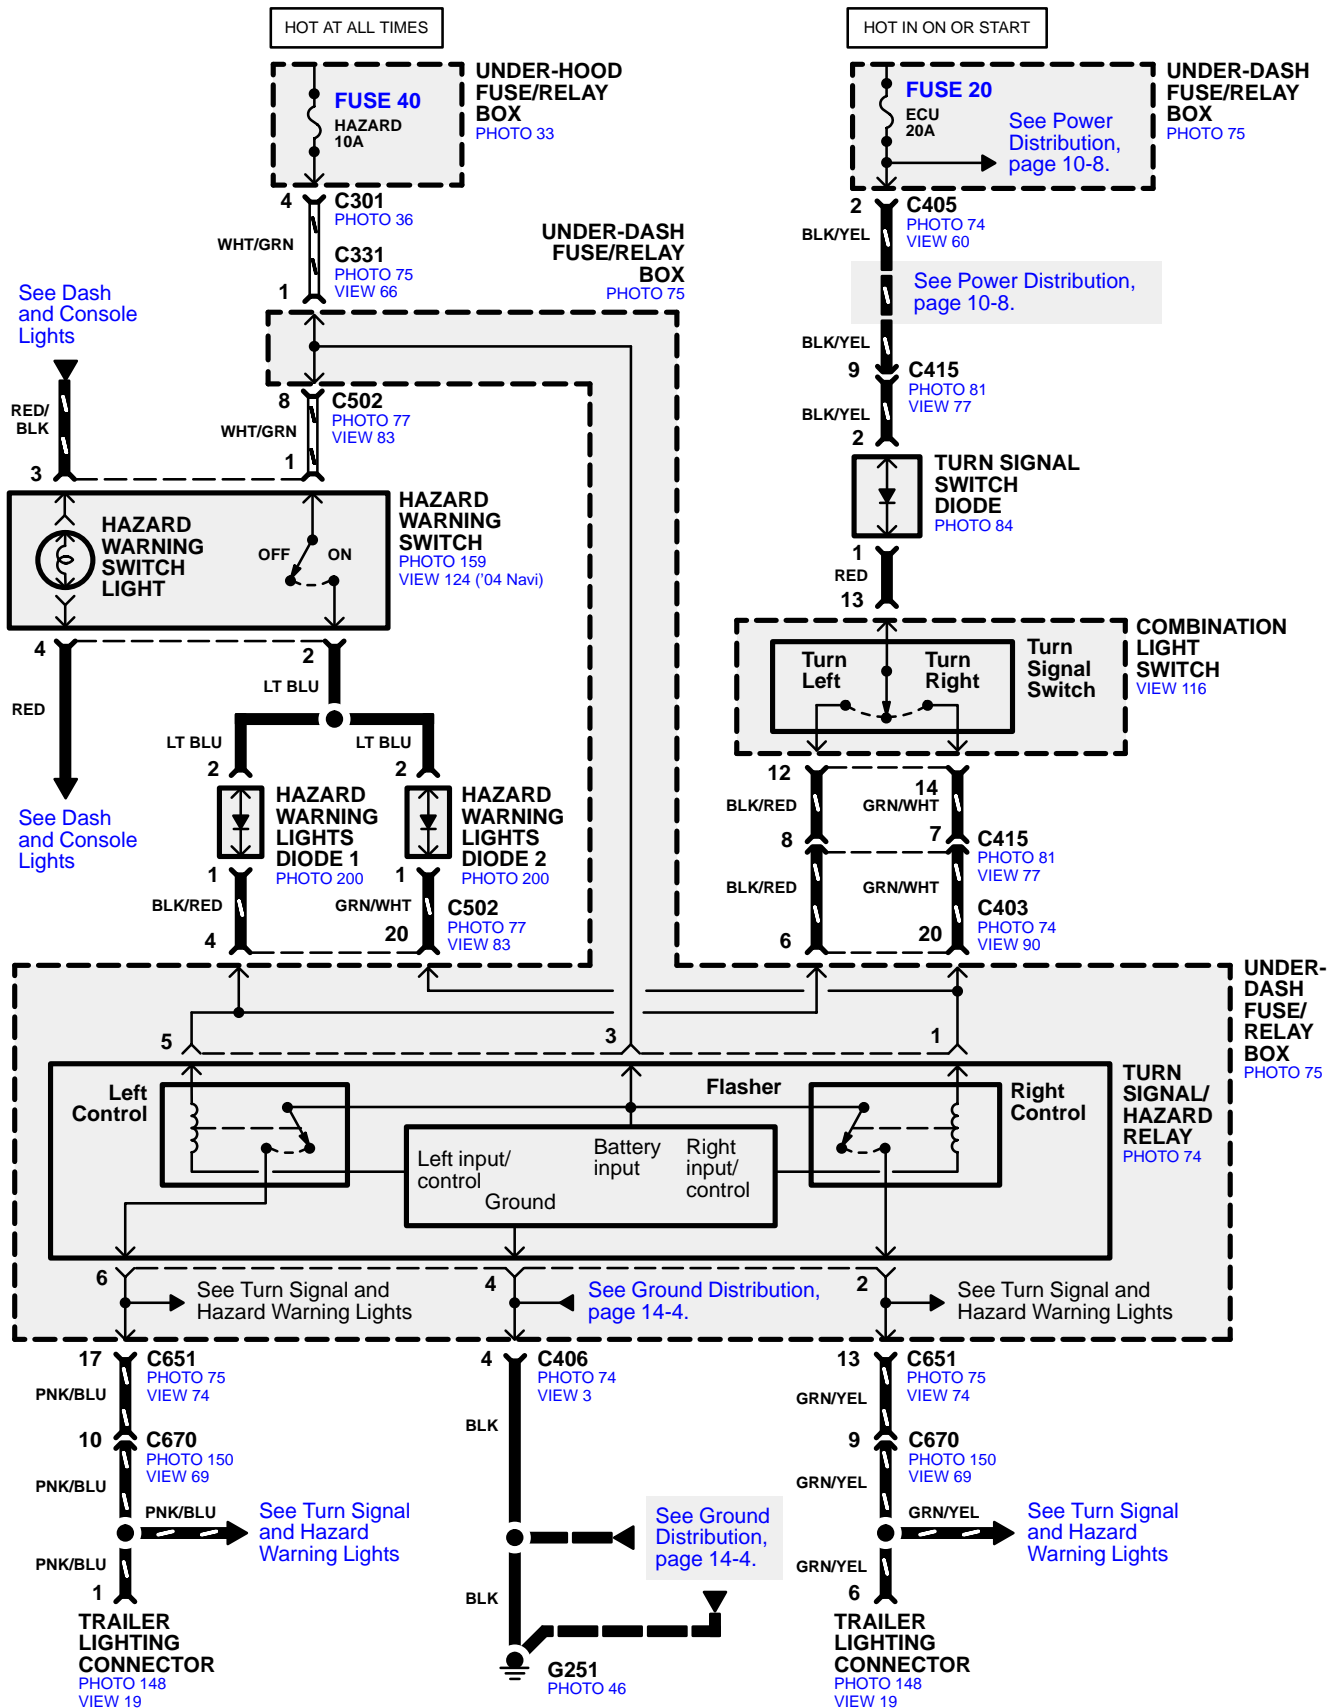 HOT AT ALL TIMES
HOT IN ON OR START
FUSE 40
HAZARD
10A
UNDER-HOOD
FUSE/RELAY
BOX
PHOTO 33
FUSE 20
ECU
20A
See Power
Distribution,
page 10-8.
UNDER-DASH
FUSE/RELAY
BOX
PHOTO 75
4
C301
PHOTO 36
WHT/GRN
C331
PHOTO 75
VIEW 66
1
UNDER-DASH
FUSE/RELAY
BOX
PHOTO 75
2
C405
PHOTO 74
VIEW 60
BLK/YEL
See Power Distribution,
page 10-8.
BLK/YEL
9
C415
PHOTO 81
VIEW 77
BLK/YEL
2
See Dash
and Console
Lights
RED/
BLK
3
8
C502
PHOTO 77
VIEW 83
WHT/GRN
1
TURN SIGNAL
SWITCH
DIODE
PHOTO 84
HAZARD
WARNING
SWITCH
LIGHT
OFF
ON
HAZARD
WARNING
SWITCH
PHOTO 159
VIEW 124 ('04 Navi)
1
RED
13
4
2
LT BLU
RED
Turn
Left
Turn
Right
Turn
Signal
Switch
COMBINATION
LIGHT
SWITCH
VIEW 116
LT BLU
LT BLU
2
2
HAZARD
WARNING
LIGHTS
DIODE 1
PHOTO 200
HAZARD
WARNING
LIGHTS
DIODE 2
PHOTO 200
See Dash
and Console
Lights
12
14
BLK/RED
GRN/WHT
8
7
C415
PHOTO 81
VIEW 77
1
1
BLK/RED
GRN/WHT
4
20
C502
PHOTO 77
VIEW 83
BLK/RED
GRN/WHT
6
20
C403
PHOTO 74
VIEW 90
UNDER-
DASH
FUSE/
RELAY
BOX
PHOTO 75
5
3
1
Left
Control
Flasher
Right
Control
TURN
SIGNAL/
HAZARD
RELAY
PHOTO 74
Left input/
control
Battery
input
Right
input/
control
Ground
6
See Turn Signal and
Hazard Warning Lights
4
See Ground Distribution,
page 14-4.
2
See Turn Signal and
Hazard Warning Lights
17
C651
PHOTO 75
VIEW 74
PNK/BLU
4
C406
PHOTO 74
VIEW 3
BLK
13
C651
PHOTO 75
VIEW 74
GRN/YEL
10
C670
PHOTO 150
VIEW 69
PNK/BLU
9
C670
PHOTO 150
VIEW 69
GRN/YEL
PNK/BLU
See Turn Signal
and Hazard
Warning Lights
See Ground
Distribution,
page 14-4.
GRN/YEL
See Turn Signal
and Hazard
Warning Lights
PNK/BLU
1
BLK
GRN/YEL
6
TRAILER
LIGHTING
CONNECTOR
PHOTO 148
VIEW 19
G251
PHOTO 46
TRAILER
LIGHTING
CONNECTOR
PHOTO 148
VIEW 19